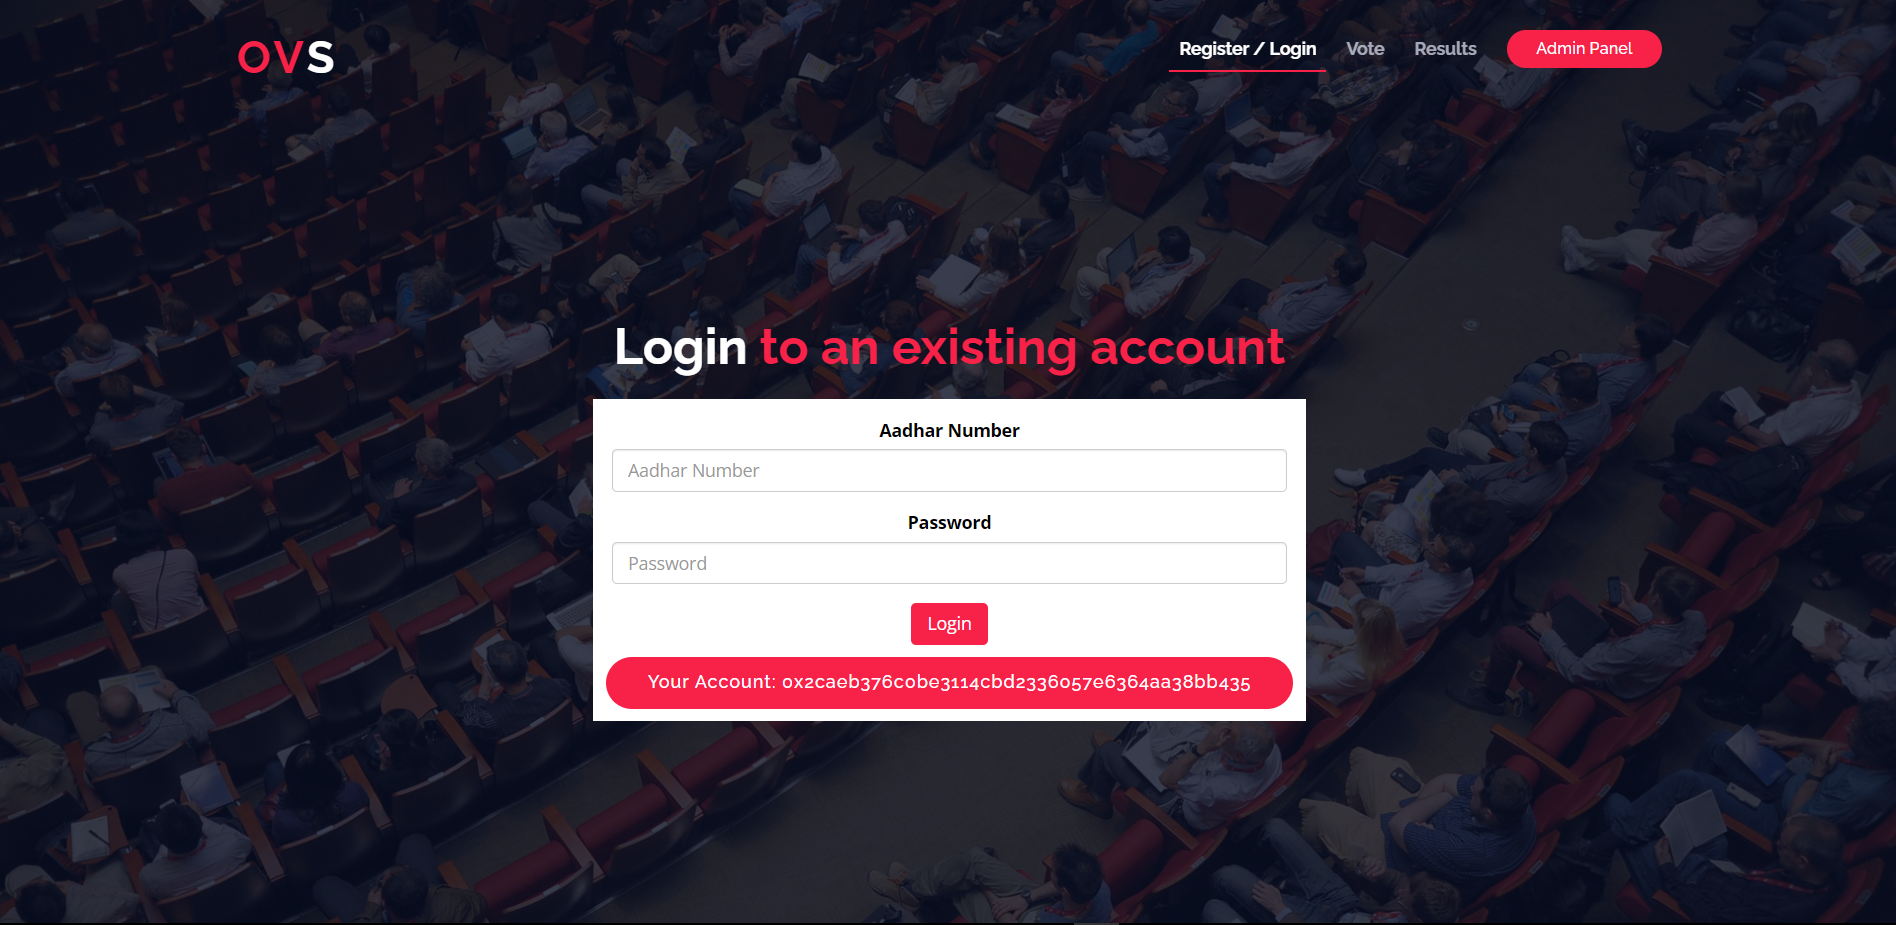 OVS
Register / Login Vote Results Admin Panel
Login to an existing account
Aadhar Number
Aadhar Number
Password
Password
Login
Your Account: 0x2caeb376c0be3114cbd2336057e6364aa38bb435